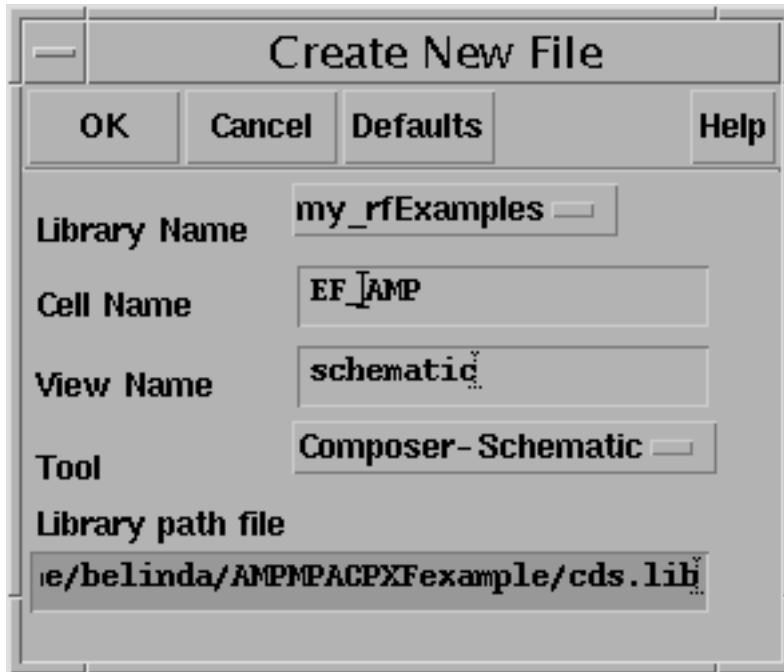 Create New File
OK Cancel Defaults Help
Library Name my_rfExamples
Cell Name EF_AMP
View Name schematic
Tool Composer-Schematic
Library path file
e/belinda/AMPMPACPXFexample/cds.lib